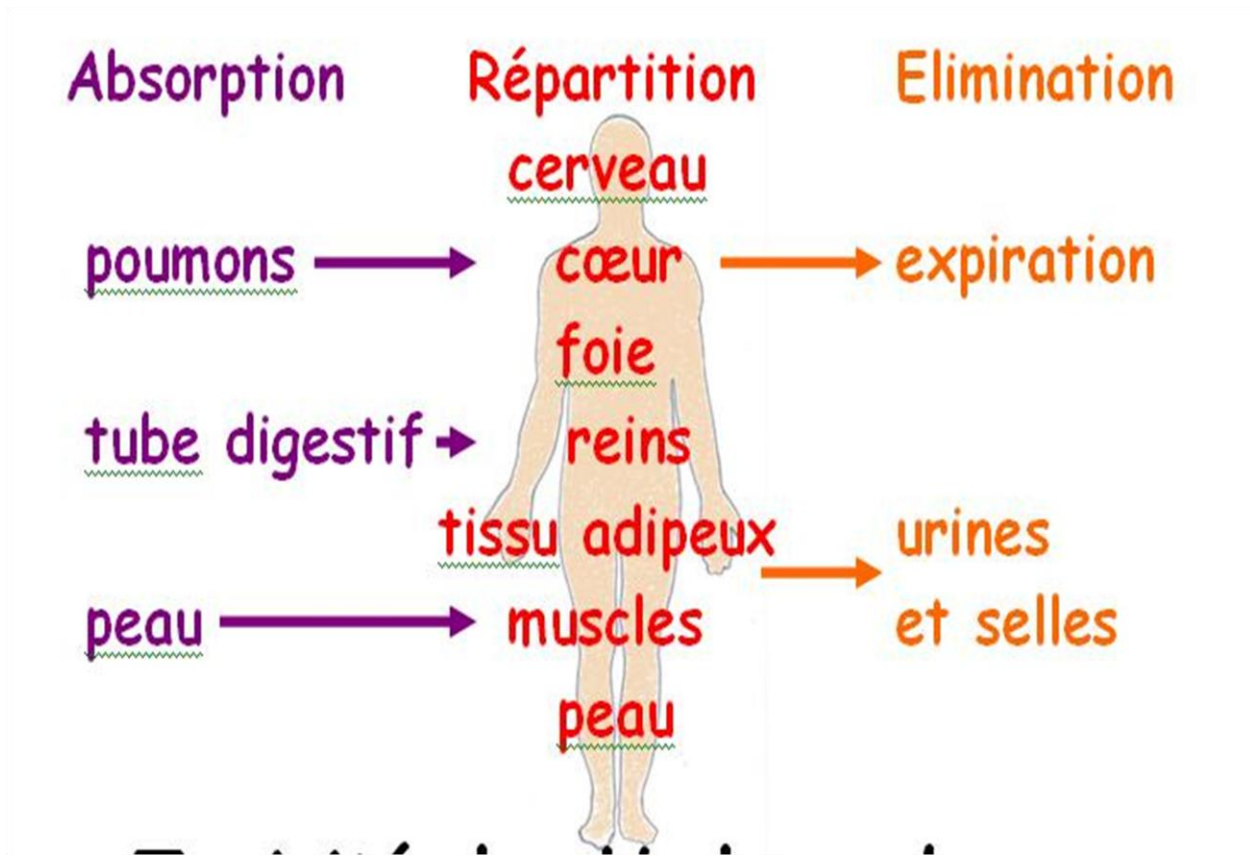 Absorption Répartition Elimination
cerveau
poumons cœur expiration
foie
tube digestif reins
tissu adipeux urines
peau muscles et selles
peau